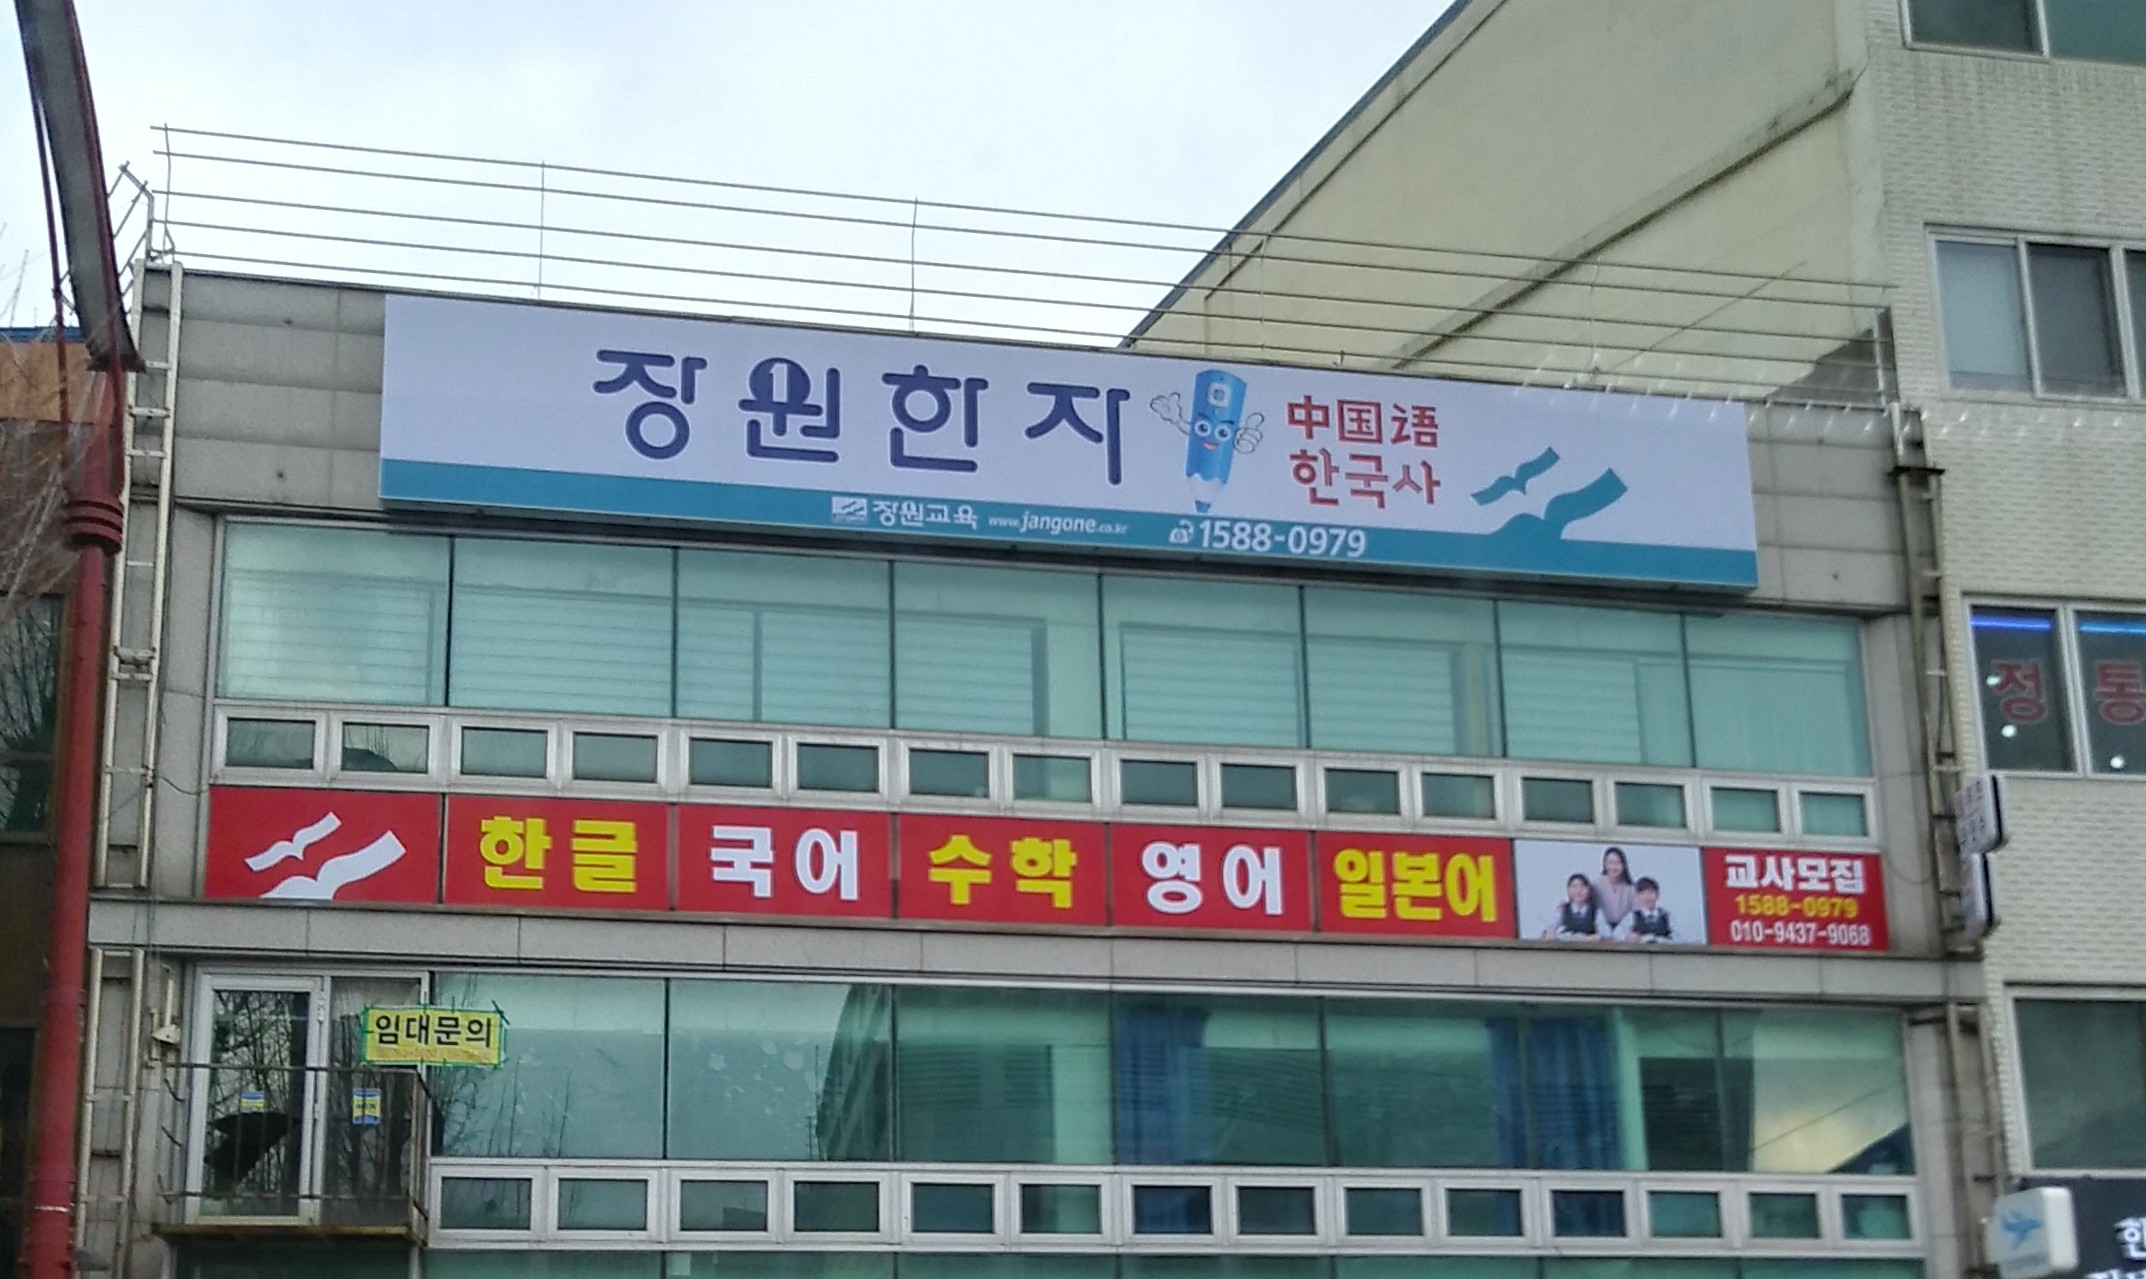 장원한자
中国语
한국사
장원교육 www.jangone.co.kr ☎1588-0979
정통
한글 국어 수학 영어 일본어
교사모집
1588-0979
010-9437-9068
임대문의
한